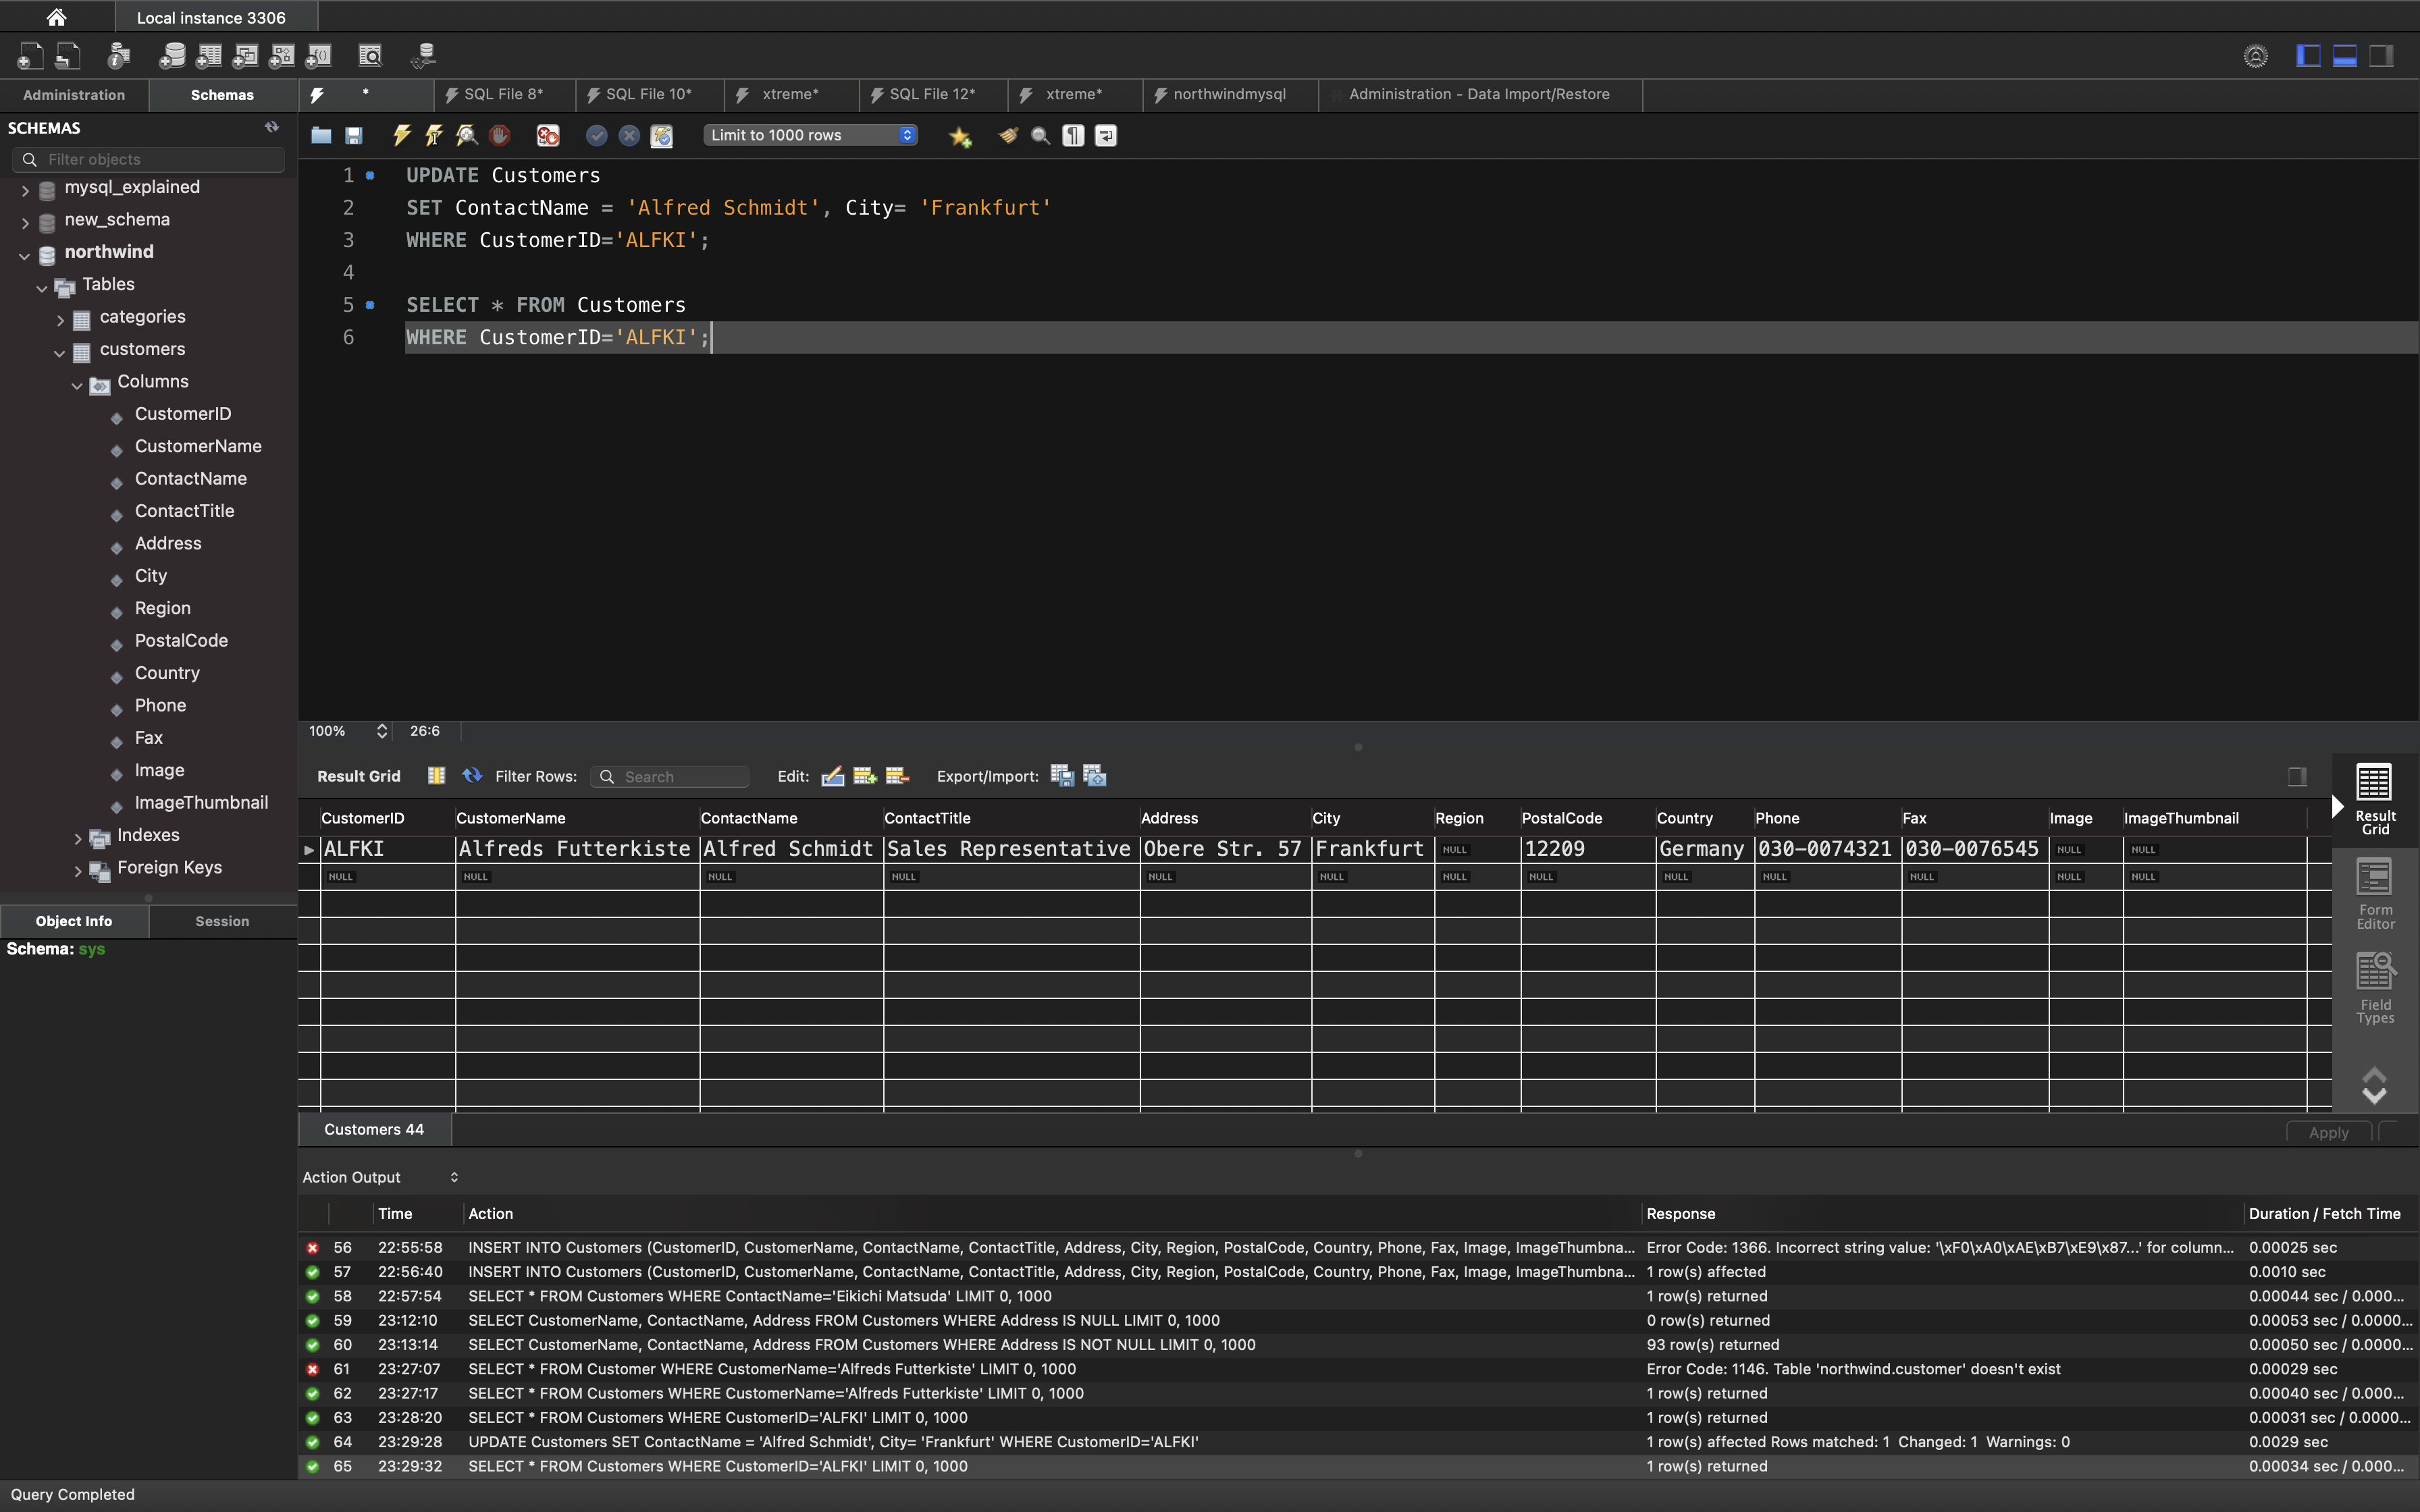 Local instance 3306
Administration
Schemas
*
SQL File 8*
SQL File 10*
xtreme*
SQL File 12*
xtreme*
northwindmysql
Administration - Data Import/Restore
SCHEMAS
Filter objects
mysql_explained
new_schema
northwind
Tables
categories
customers
Columns
CustomerID
CustomerName
ContactName
ContactTitle
Address
City
Region
PostalCode
Country
Phone
Fax
Image
ImageThumbnail
Indexes
Foreign Keys
Object Info
Session
Schema: sys
Limit to 1000 rows
1 UPDATE Customers
2 SET ContactName = 'Alfred Schmidt', City= 'Frankfurt'
3 WHERE CustomerID='ALFKI';
4
5 SELECT * FROM Customers
6 WHERE CustomerID='ALFKI';
100% 26:6
Result Grid Filter Rows: Search Edit: Export/Import:
CustomerID CustomerName ContactName ContactTitle Address City Region PostalCode Country Phone Fax Image ImageThumbnail
ALFKI Alfreds Futterkiste Alfred Schmidt Sales Representative Obere Str. 57 Frankfurt NULL 12209 Germany 030-0074321 030-0076545 NULL NULL
NULL NULL NULL NULL NULL NULL NULL NULL NULL NULL NULL NULL NULL
Result
Grid
Form
Editor
Field
Types
Customers 44
Apply
Action Output
Time Action Response Duration / Fetch Time
56 22:55:58 INSERT INTO Customers (CustomerID, CustomerName, ContactName, ContactTitle, Address, City, Region, PostalCode, Country, Phone, Fax, Image, ImageThumbna... Error Code: 1366. Incorrect string value: '\xF0\xA0\xAE\xB7\xE9\x87...' for column... 0.00025 sec
57 22:56:40 INSERT INTO Customers (CustomerID, CustomerName, ContactName, ContactTitle, Address, City, Region, PostalCode, Country, Phone, Fax, Image, ImageThumbna... 1 row(s) affected 0.0010 sec
58 22:57:54 SELECT * FROM Customers WHERE ContactName='Eikichi Matsuda' LIMIT 0, 1000 1 row(s) returned 0.00044 sec / 0.000...
59 23:12:10 SELECT CustomerName, ContactName, Address FROM Customers WHERE Address IS NULL LIMIT 0, 1000 0 row(s) returned 0.00053 sec / 0.0000...
60 23:13:14 SELECT CustomerName, ContactName, Address FROM Customers WHERE Address IS NOT NULL LIMIT 0, 1000 93 row(s) returned 0.00050 sec / 0.0000...
61 23:27:07 SELECT * FROM Customer WHERE CustomerName='Alfreds Futterkiste' LIMIT 0, 1000 Error Code: 1146. Table 'northwind.customer' doesn't exist 0.00029 sec
62 23:27:17 SELECT * FROM Customers WHERE CustomerName='Alfreds Futterkiste' LIMIT 0, 1000 1 row(s) returned 0.00040 sec / 0.000...
63 23:28:20 SELECT * FROM Customers WHERE CustomerID='ALFKI' LIMIT 0, 1000 1 row(s) returned 0.00031 sec / 0.0000...
64 23:29:28 UPDATE Customers SET ContactName = 'Alfred Schmidt', City= 'Frankfurt' WHERE CustomerID='ALFKI' 1 row(s) affected Rows matched: 1 Changed: 1 Warnings: 0 0.0029 sec
65 23:29:32 SELECT * FROM Customers WHERE CustomerID='ALFKI' LIMIT 0, 1000 1 row(s) returned 0.00034 sec / 0.000...
Query Completed